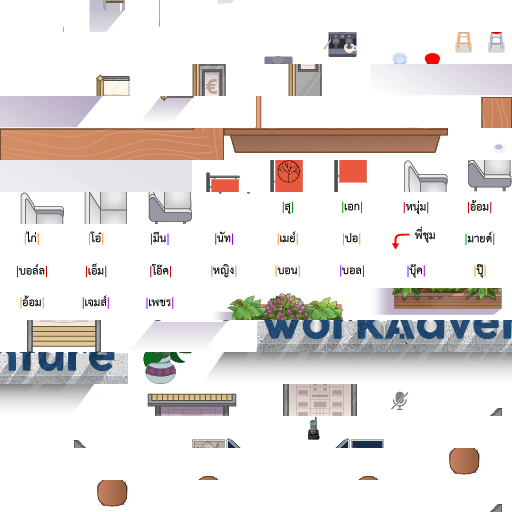 |สุ| |เอก| |หนุ่ม| |อ้อม|
|ไก่| |โอ๋| |มีน| |นัท| |เมย์| |ปอ| พี่ชุม |มายด์|
|บอล์ล| |เอ็ม| |โอ๊ค| |หญิง| |บอน| |บอล| |บุ๊ค| |ปุ๊|
|อ้อม| |เจมส์| |เพชร|
workAdven
nture